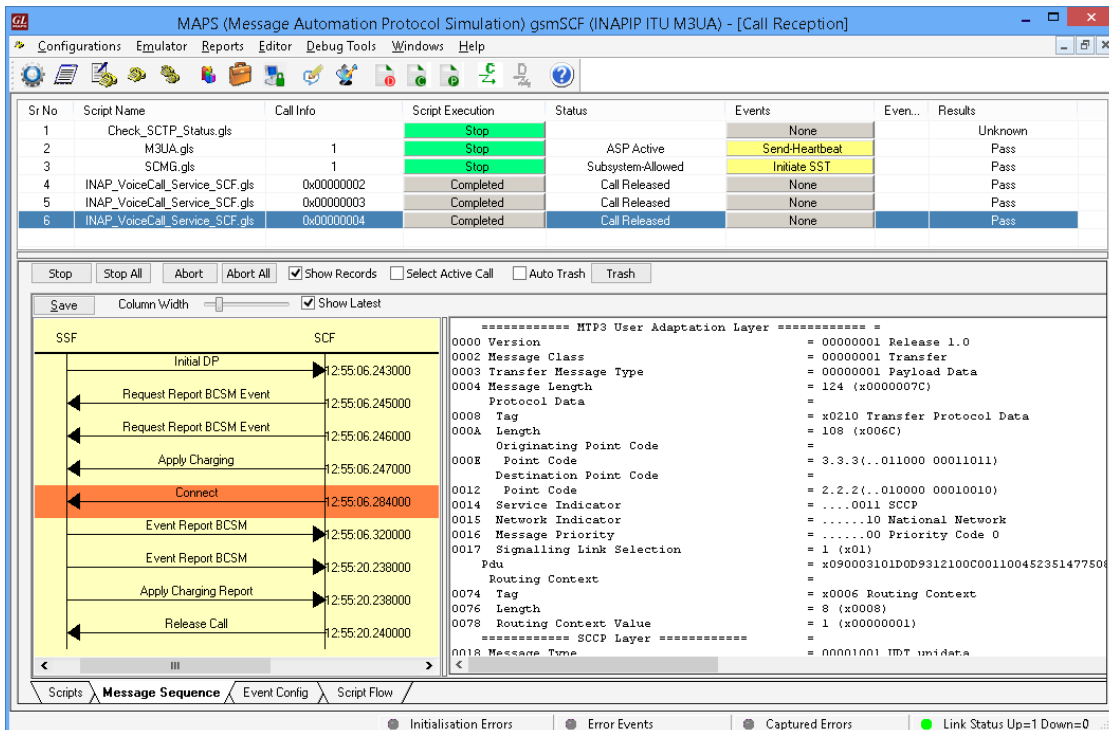 GL
MAPS (Message Automation Protocol Simulation) gsmSCF (INAPIP ITU M3UA) - [Call Reception]
Configurations Emulator Reports Editor Debug Tools Windows Help
Sr No Script Name Call Info Script Execution Status Events Even... Results
1 Check_SCTP_Status.gls Stop None Unknown
2 M3UA.gls 1 Stop ASP Active Send-Heartbeat Pass
3 SCMG.gls 1 Stop Subsystem-Allowed Initiate SST Pass
4 INAP_VoiceCall_Service_SCF.gls 0x00000002 Completed Call Released None Pass
5 INAP_VoiceCall_Service_SCF.gls 0x00000003 Completed Call Released None Pass
6 INAP_VoiceCall_Service_SCF.gls 0x00000004 Completed Call Released None Pass
Stop Stop All Abort Abort All Show Records Select Active Call Auto Trash Trash
Save Column Width Show Latest
SSF SCF
Initial DP
12:55:06.243000
Request Report BCSM Event
12:55:06.245000
Request Report BCSM Event
12:55:06.246000
Apply Charging
12:55:06.247000
Connect
12:55:06.284000
Event Report BCSM
12:55:06.320000
Event Report BCSM
12:55:20.238000
Apply Charging Report
12:55:20.238000
Release Call
12:55:20.240000
============ MTP3 User Adaptation Layer ============ =
0000 Version = 00000001 Release 1.0
0002 Message Class = 00000001 Transfer
0003 Transfer Message Type = 00000001 Payload Data
0004 Message Length = 124 (x0000007C)
Protocol Data =
0008 Tag = x0210 Transfer Protocol Data
000A Length = 108 (x006C)
Originating Point Code =
000E Point Code = 3.3.3(..011000 00011011)
Destination Point Code =
0012 Point Code = 2.2.2(..010000 00010010)
0014 Service Indicator = ....0011 SCCP
0015 Network Indicator = ......10 National Network
0016 Message Priority = ......00 Priority Code 0
0017 Signalling Link Selection = 1 (x01)
Pdu = x090003101D0D9312100C001100452351477508
Routing Context =
0074 Tag = x0006 Routing Context
0076 Length = 8 (x0008)
0078 Routing Context Value = 1 (x00000001)
============ SCCP Layer ============ =
0018 Message Type = 00001001 UDT unidata
Scripts Message Sequence Event Config Script Flow
Initialisation Errors Error Events Captured Errors Link Status Up=1 Down=0